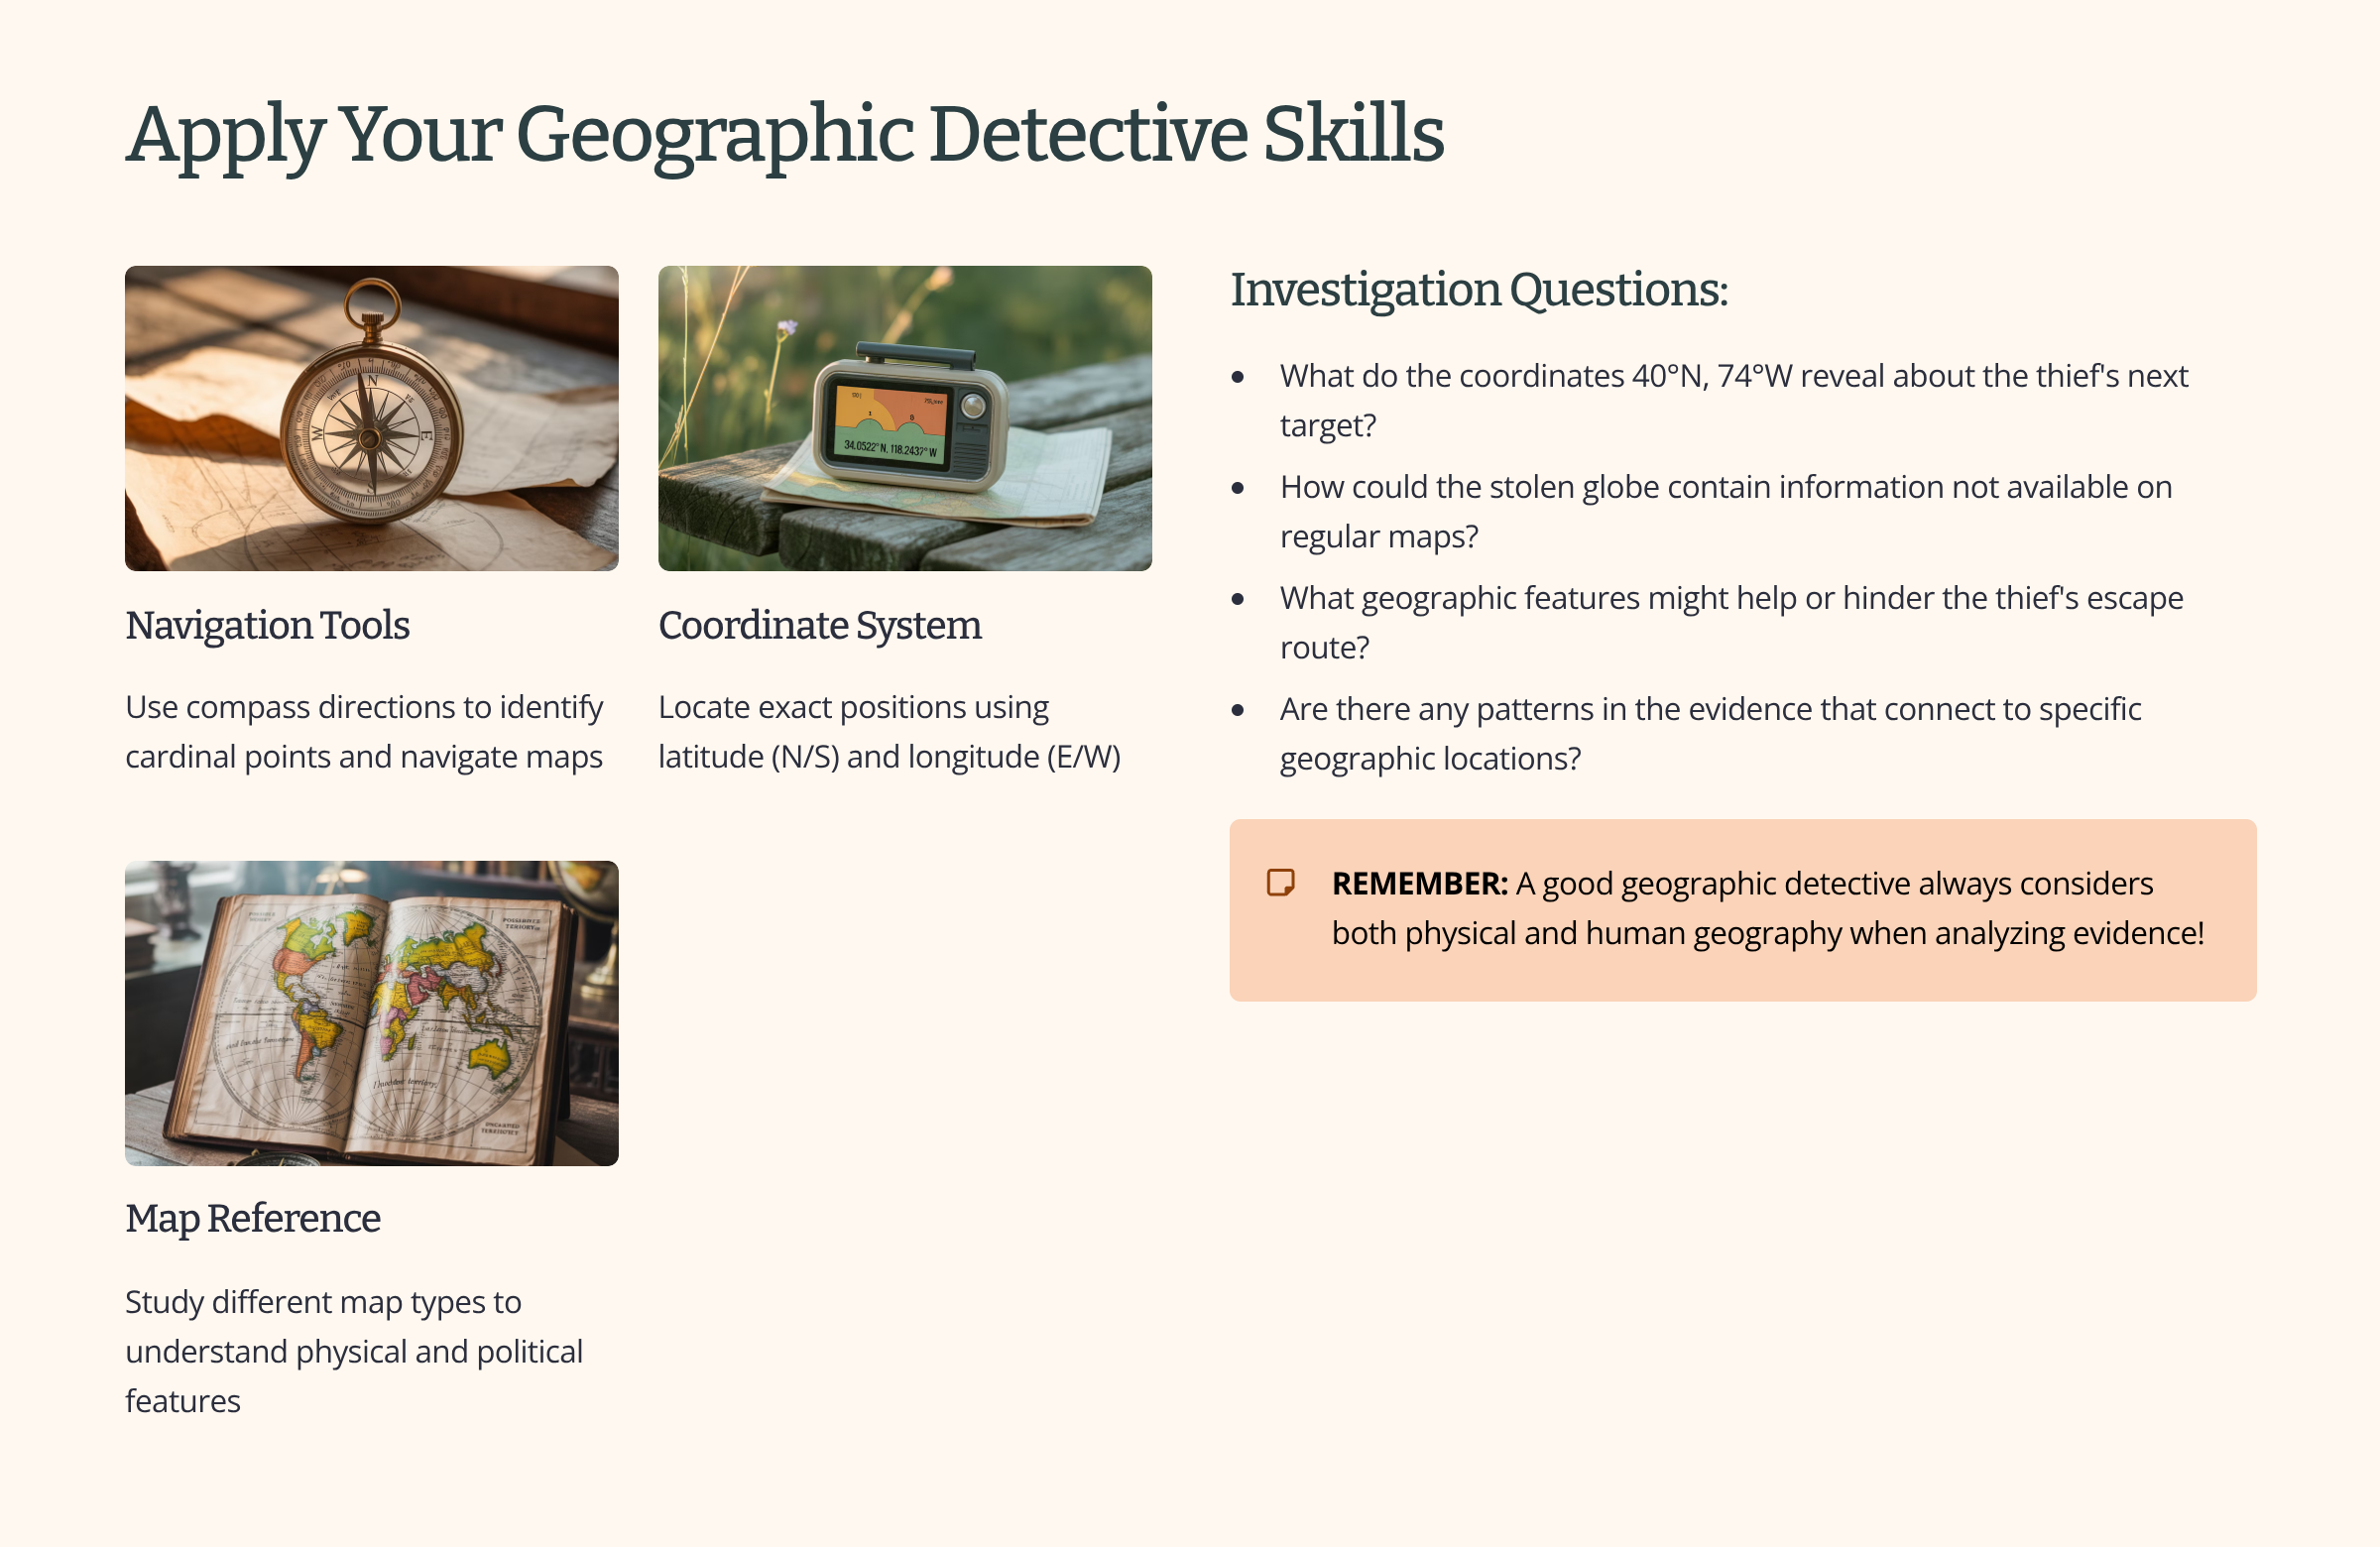 Apply Your Geographic Detective Skills
N
W
E
34.0522° N, 118.2437° W
Navigation Tools
Use compass directions to identify
cardinal points and navigate maps
Coordinate System
Locate exact positions using
latitude (N/S) and longitude (E/W)
Map Reference
Study different map types to
understand physical and political
features
Investigation Questions:
• What do the coordinates 40°N, 74°W reveal about the thief's next
target?
• How could the stolen globe contain information not available on
regular maps?
• What geographic features might help or hinder the thief's escape
route?
• Are there any patterns in the evidence that connect to specific
geographic locations?
REMEMBER: A good geographic detective always considers
both physical and human geography when analyzing evidence!